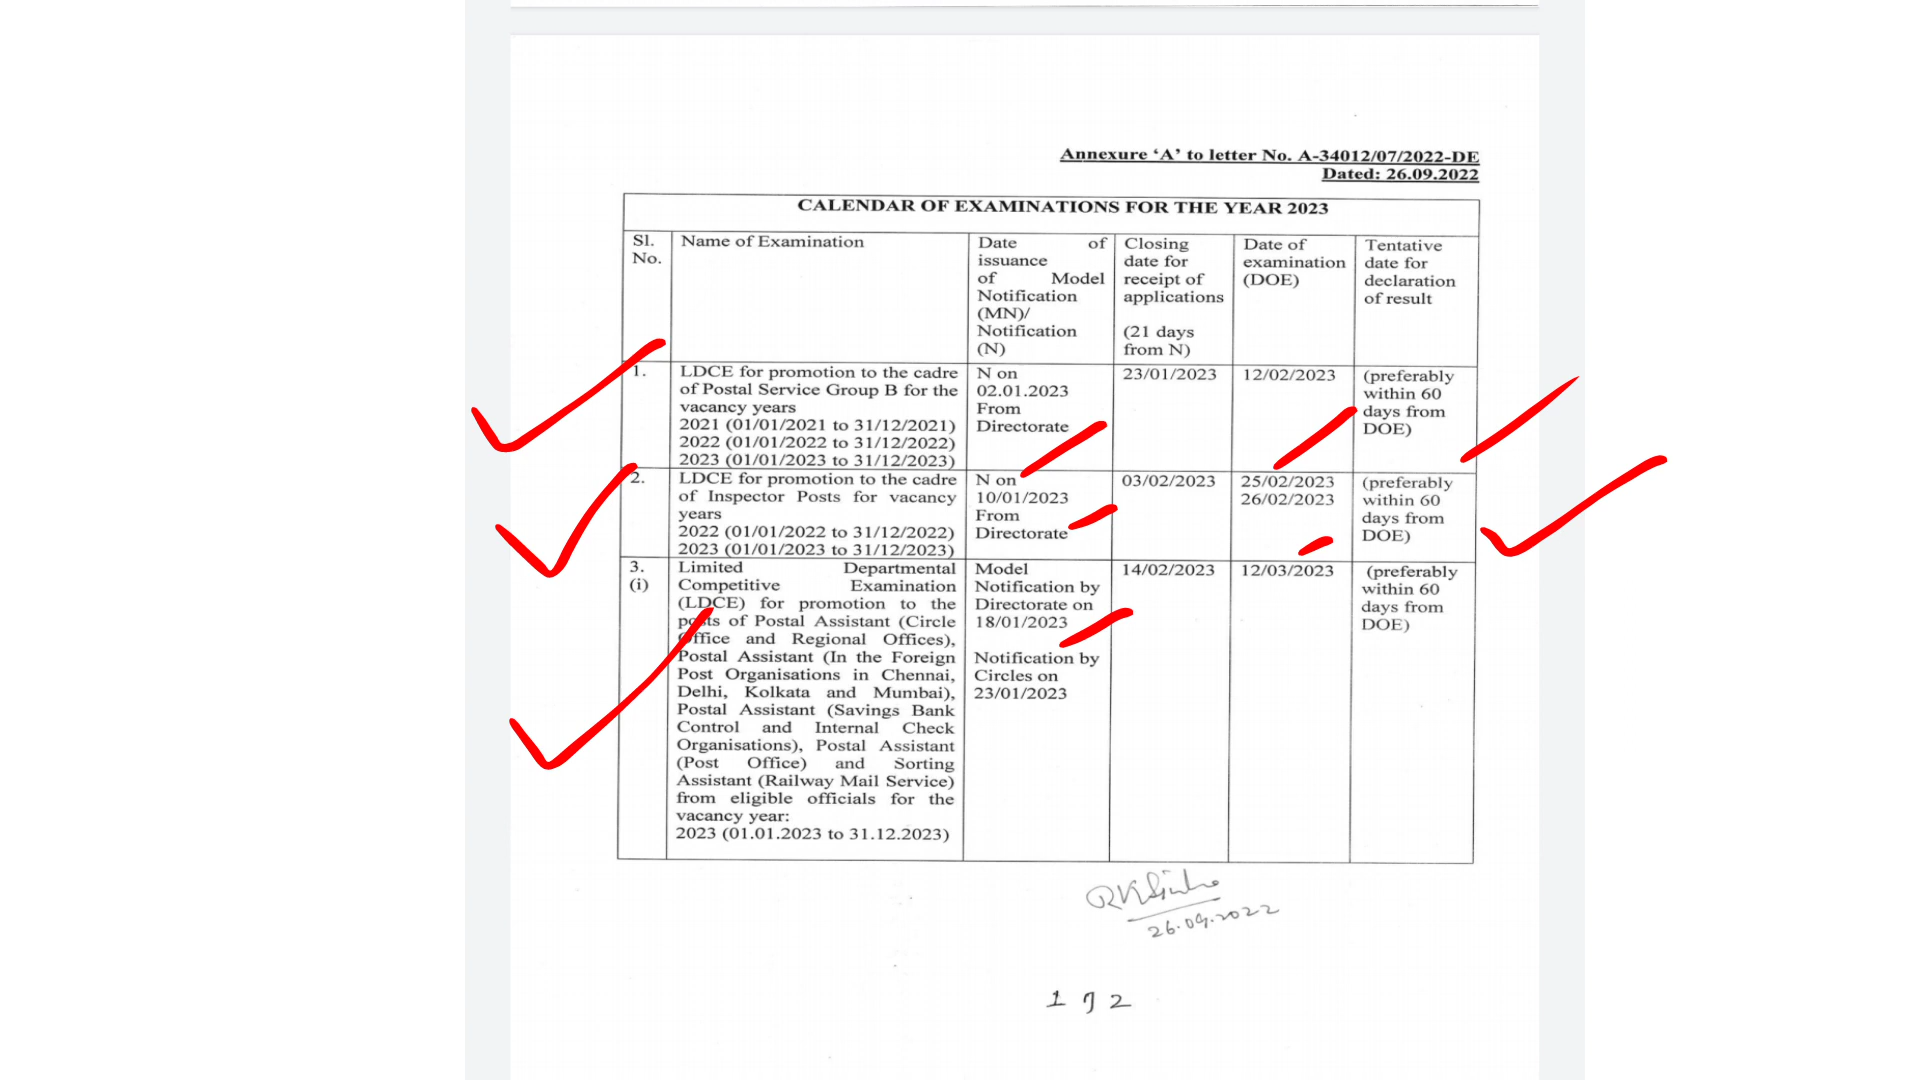 Annexure ‘A’ to letter No. A-34012/07/2022-DE
Dated: 26.09.2022
CALENDAR OF EXAMINATIONS FOR THE YEAR 2023
Sl.
No.
Name of Examination
Date of
issuance
of Model
Notification
(MN)/
Notification
(N)
Closing
date for
receipt of
applications
(21 days
from N)
Date of
examination
(DOE)
Tentative
date for
declaration
of result
1.
LDCE for promotion to the cadre
of Postal Service Group B for the
vacancy years
2021 (01/01/2021 to 31/12/2021)
2022 (01/01/2022 to 31/12/2022)
2023 (01/01/2023 to 31/12/2023)
N on
02.01.2023
From
Directorate
23/01/2023
12/02/2023
(preferably
within 60
days from
DOE)
2.
LDCE for promotion to the cadre
of Inspector Posts for vacancy
years
2022 (01/01/2022 to 31/12/2022)
2023 (01/01/2023 to 31/12/2023)
N on
10/01/2023
From
Directorate
03/02/2023
25/02/2023
26/02/2023
(preferably
within 60
days from
DOE)
3.
(i)
Limited Departmental
Competitive Examination
(LDCE) for promotion to the
posts of Postal Assistant (Circle
Office and Regional Offices),
Postal Assistant (In the Foreign
Post Organisations in Chennai,
Delhi, Kolkata and Mumbai),
Postal Assistant (Savings Bank
Control and Internal Check
Organisations), Postal Assistant
(Post Office) and Sorting
Assistant (Railway Mail Service)
from eligible officials for the
vacancy year:
2023 (01.01.2023 to 31.12.2023)
Model
Notification by
Directorate on
18/01/2023
Notification by
Circles on
23/01/2023
14/02/2023
12/03/2023
(preferably
within 60
days from
DOE)
RKSinha
26.09.2022
1 2